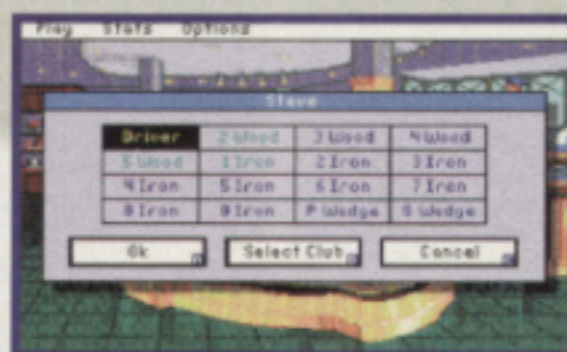 Play Stats Options
Steve
Driver 2 Wood 3 Wood 4 Wood
5 Wood 1 Iron 2 Iron 3 Iron
4 Iron 5 Iron 6 Iron 7 Iron
8 Iron 9 Iron P Wedge S Wedge
Ok Select Club Cancel